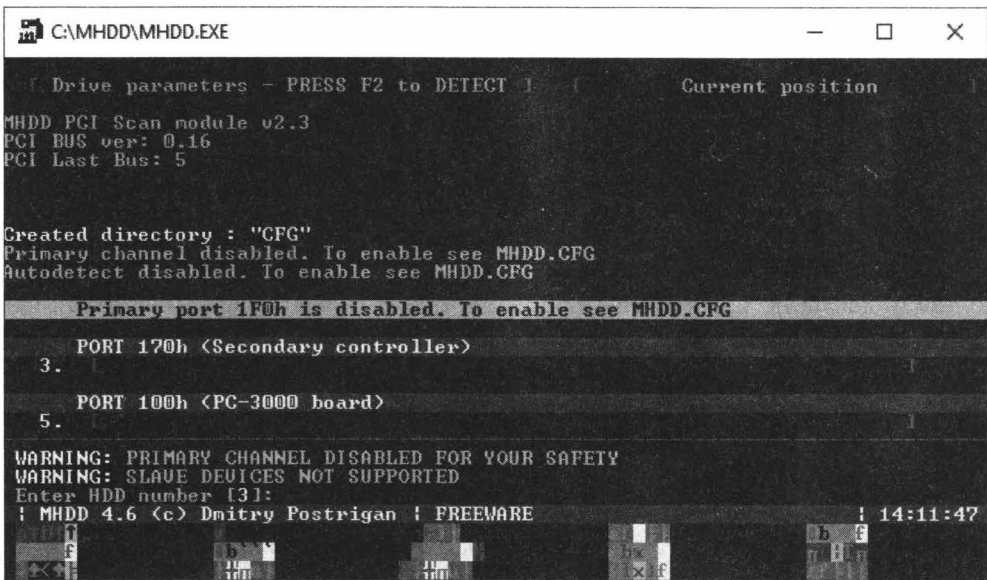 C:\MHDD\MHDD.EXE
[ Drive parameters - PRESS F2 to DETECT ] [ Current position ]
MHDD PCI Scan module v2.3
PCI BUS ver: 0.16
PCI Last Bus: 5
Created directory : "CFG"
Primary channel disabled. To enable see MHDD.CFG
Autodetect disabled. To enable see MHDD.CFG
Primary port 1F0h is disabled. To enable see MHDD.CFG
PORT 170h (Secondary controller)
3. [ ]
PORT 100h (PC-3000 board)
5. [ ]
WARNING: PRIMARY CHANNEL DISABLED FOR YOUR SAFETY
WARNING: SLAVE DEVICES NOT SUPPORTED
Enter HDD number [3]:
| MHDD 4.6 (c) Dmitry Postrigan | FREEWARE | 14:11:47